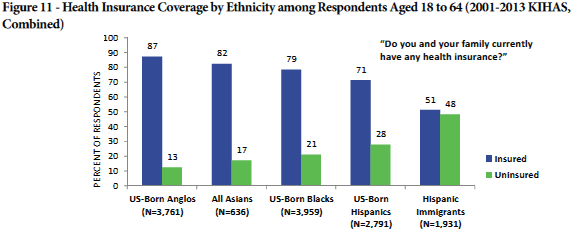 Figure 11 - Health Insurance Coverage by Ethnicity among Respondents Aged 18 to 64 (2001-2013 KIHAS,
Combined)
"Do you and your family currently
have any health insurance?"
PERCENT OF RESPONDENTS
100
90
80
70
60
50
40
30
20
10
0
87
13
82
17
79
21
71
28
51
48
US-Born Anglos
(N=3,761)
All Asians
(N=636)
US-Born Blacks
(N=3,959)
US-Born
Hispanics
(N=2,791)
Hispanic
Immigrants
(N=1,931)
Insured
Uninsured